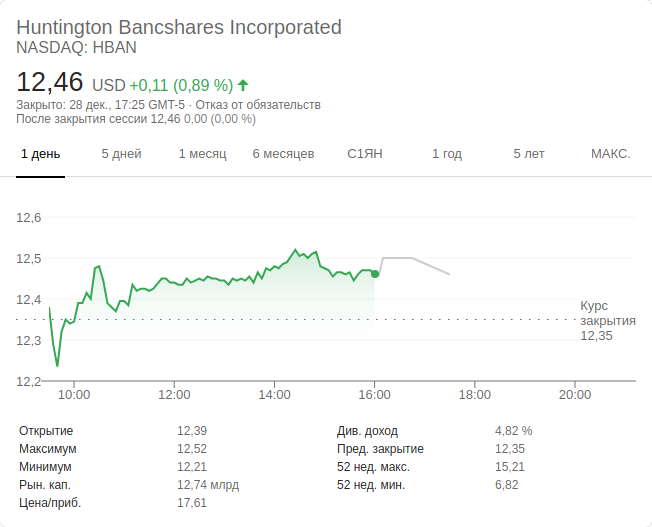 Huntington Bancshares Incorporated
NASDAQ: HBAN
12,46 USD +0,11 (0,89 %)
Закрыто: 28 дек., 17:25 GMT-5 · Отказ от обязательств
После закрытия сессии 12,46 0,00 (0,00 %)
1 день 5 дней 1 месяц 6 месяцев С1ЯН 1 год 5 лет МАКС.
12,6
12,5
12,4
12,3
12,2
Курс
закрытия
12,35
10:00 12:00 14:00 16:00 18:00 20:00
Открытие 12,39 Див. доход 4,82 %
Максимум 12,52 Пред. закрытие 12,35
Минимум 12,21 52 нед. макс. 15,21
Рын. кап. 12,74 млрд 52 нед. мин. 6,82
Цена/приб. 17,61